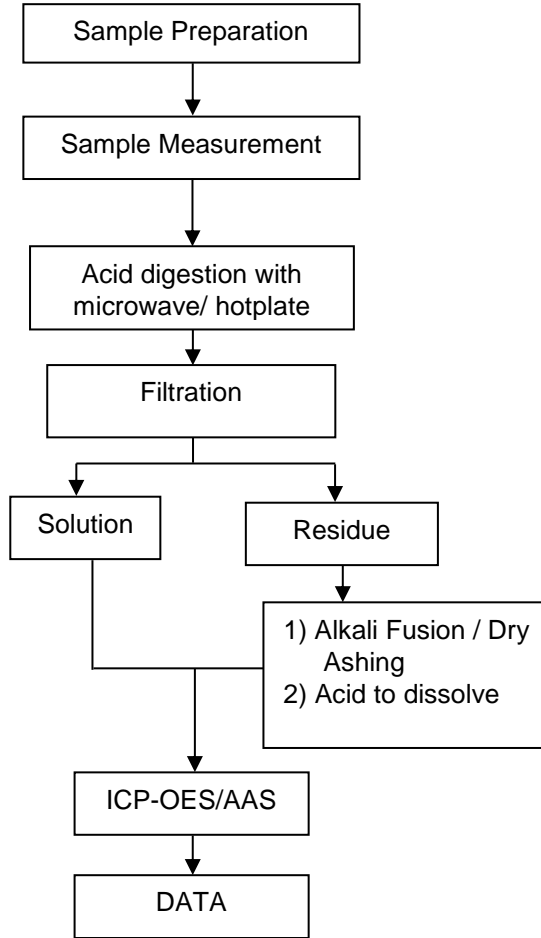 Sample Preparation
Sample Measurement
Acid digestion with
microwave/ hotplate
Filtration
Solution
Residue
1) Alkali Fusion / Dry
Ashing
2) Acid to dissolve
ICP-OES/AAS
DATA